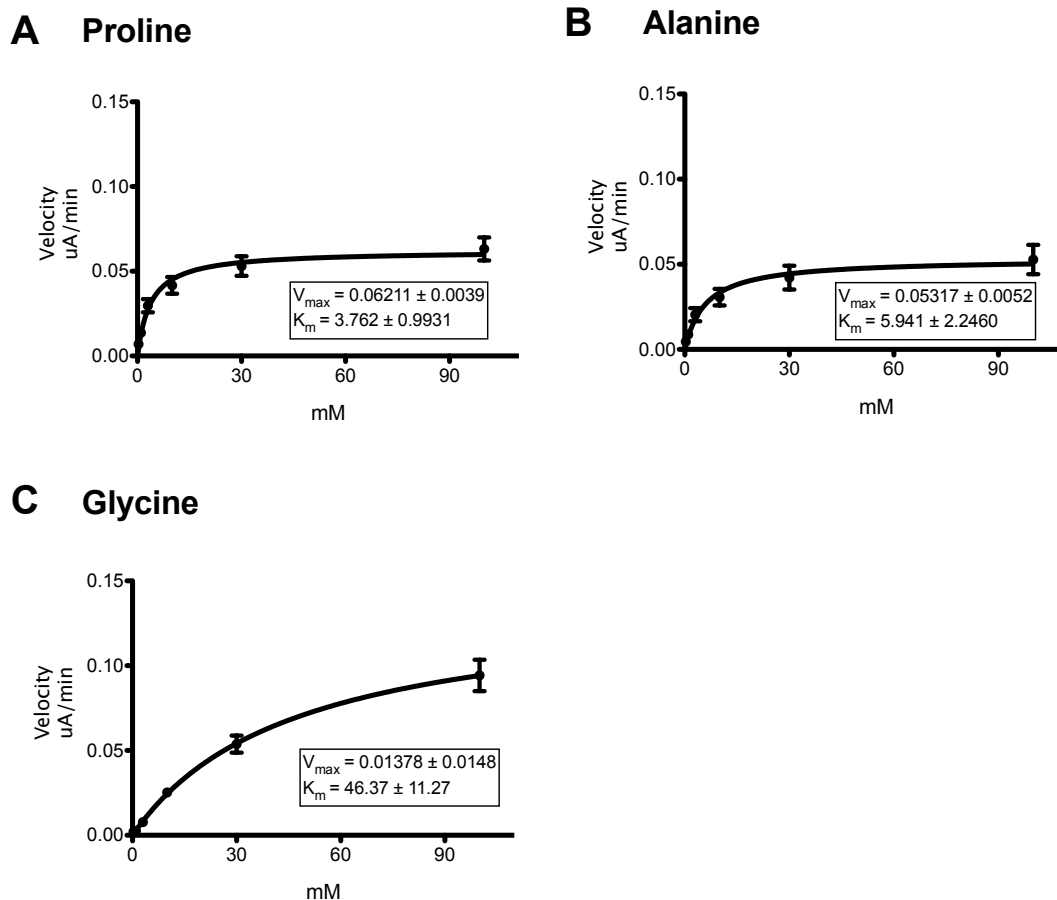 A Proline
0.15
0.10
0.05
0.00
Velocity
uA/min
0 30 60 90
mM
Vmax = 0.06211 ± 0.0039
Km = 3.762 ± 0.9931
B Alanine
0.15
0.10
0.05
0.00
Velocity
uA/min
0 30 60 90
mM
Vmax = 0.05317 ± 0.0052
Km = 5.941 ± 2.2460
C Glycine
0.15
0.10
0.05
0.00
Velocity
uA/min
0 30 60 90
mM
Vmax = 0.01378 ± 0.0148
Km = 46.37 ± 11.27